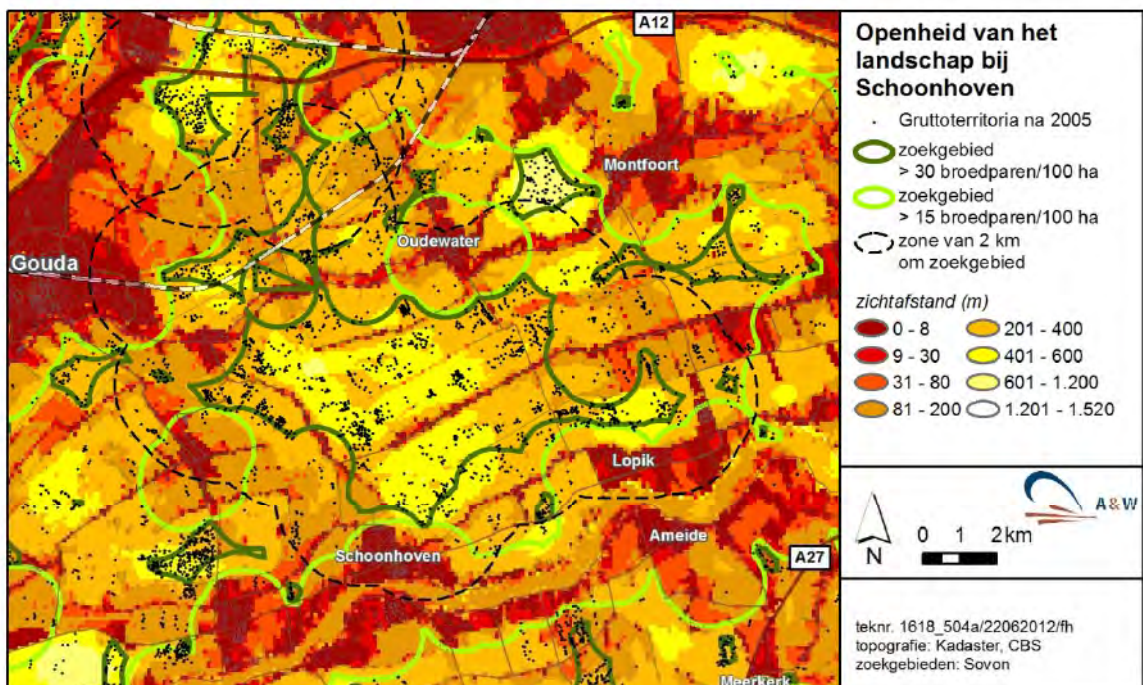 A12
Montfoort
Oudewater
Gouda
Lopik
Ameide
Schoonhoven
A27
Meerkerk
Openheid van het
landschap bij
Schoonhoven
Gruttoterritoria na 2005
zoekgebied
> 30 broedparen/100 ha
zoekgebied
> 15 broedparen/100 ha
zone van 2 km
om zoekgebied
zichtafstand (m)
0 - 8 201 - 400
9 - 30 401 - 600
31 - 80 601 - 1.200
81 - 200 1.201 - 1.520
A&W
N
0 1 2 km
teknr. 1618_504a/22062012/fh
topografie: Kadaster, CBS
zoekgebieden: Sovon